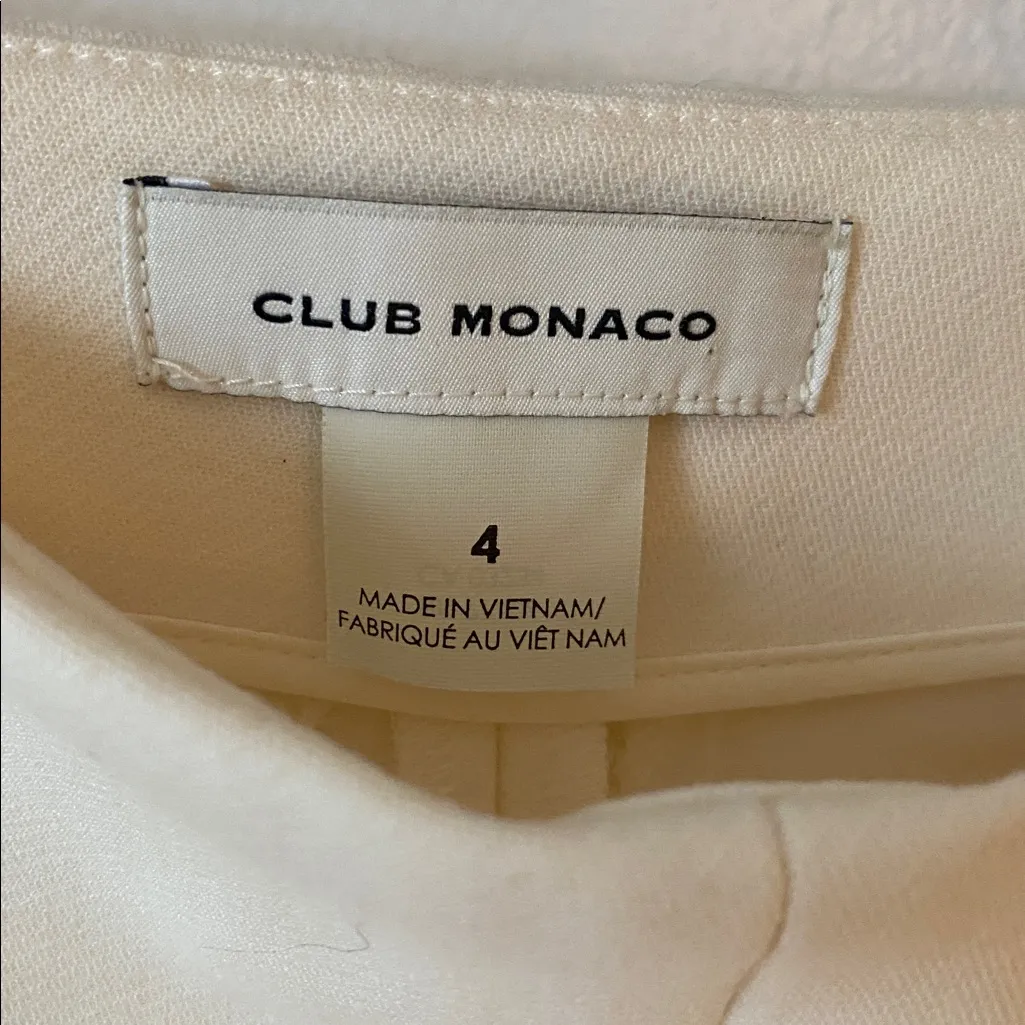 CLUB MONACO
4
MADE IN VIETNAM/
FABRIQUÉ AU VIÊT NAM